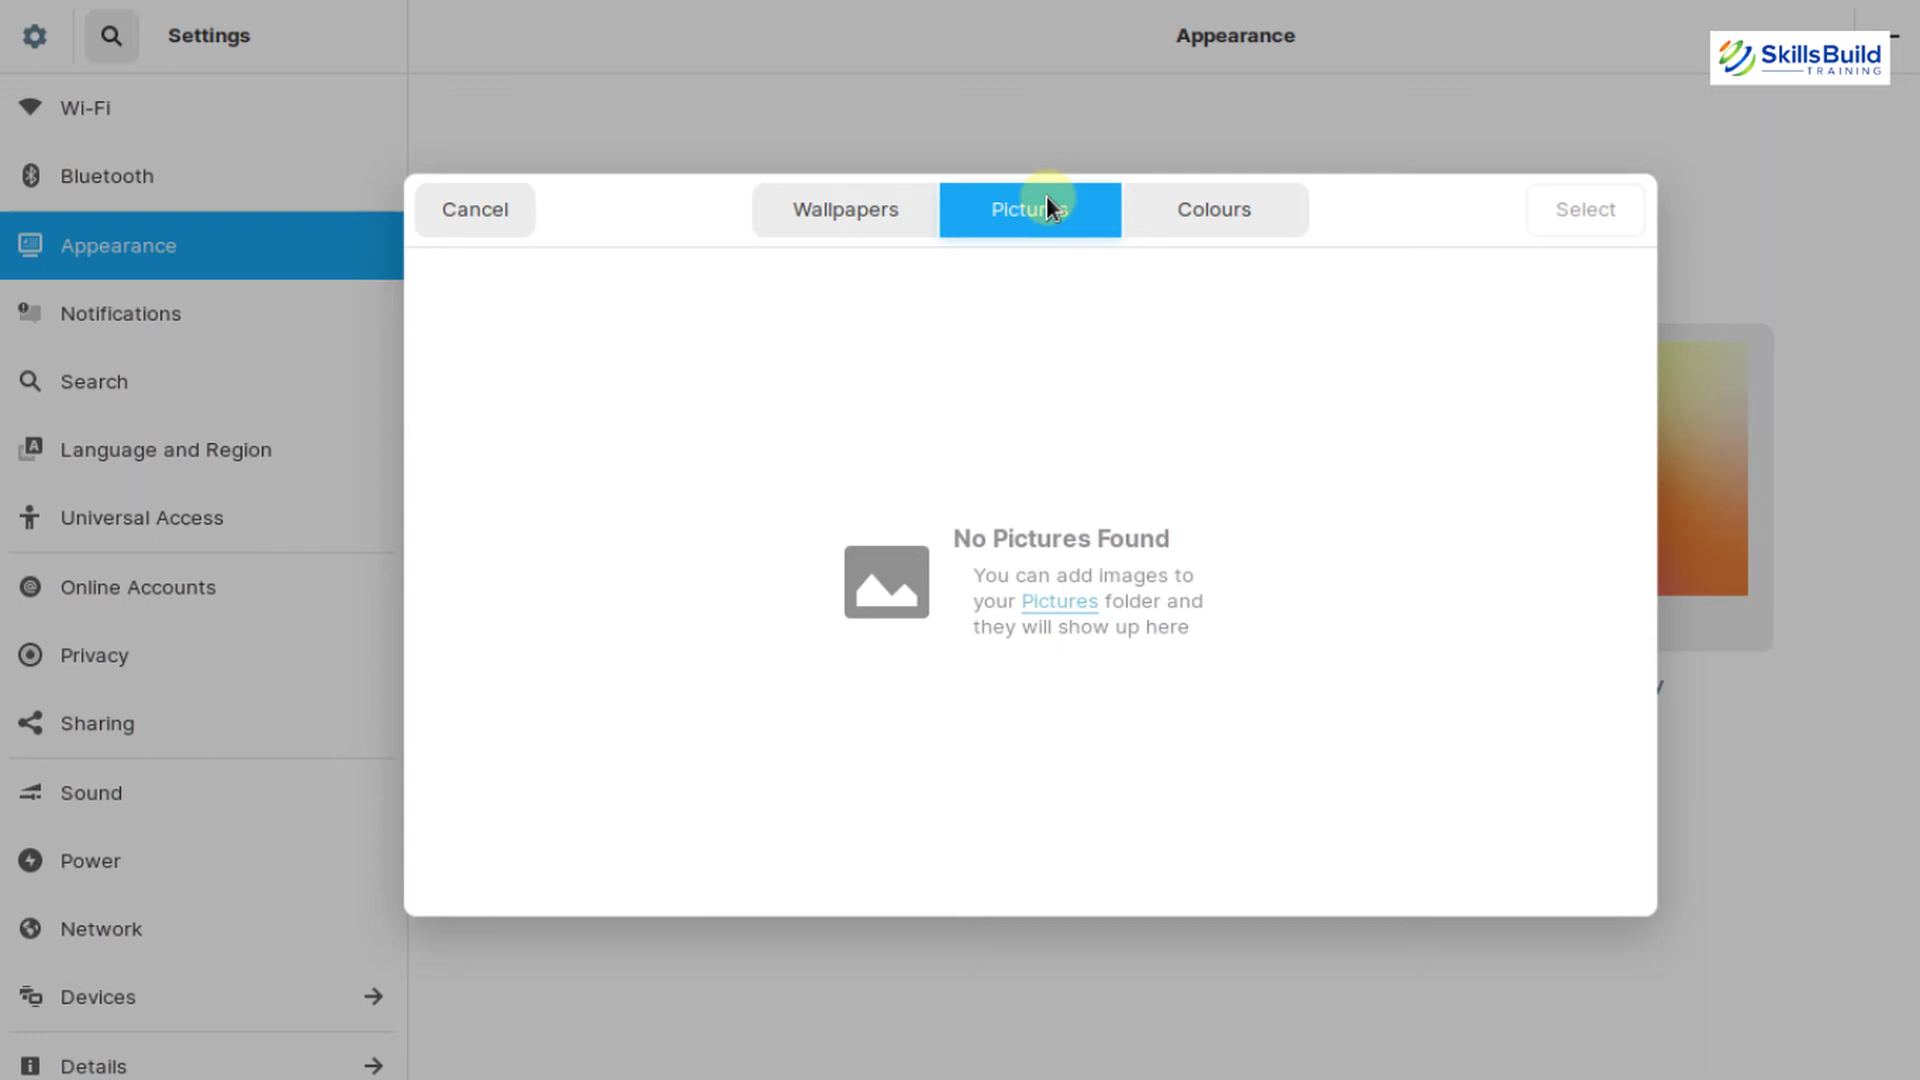 Settings
Appearance
SkillsBuild
TRAINING
Wi-Fi
Bluetooth
Appearance
Notifications
Search
Language and Region
Universal Access
Online Accounts
Privacy
Sharing
Sound
Power
Network
Devices
Details
Cancel
Wallpapers
Pictures
Colours
Select
No Pictures Found
You can add images to
your Pictures folder and
they will show up here